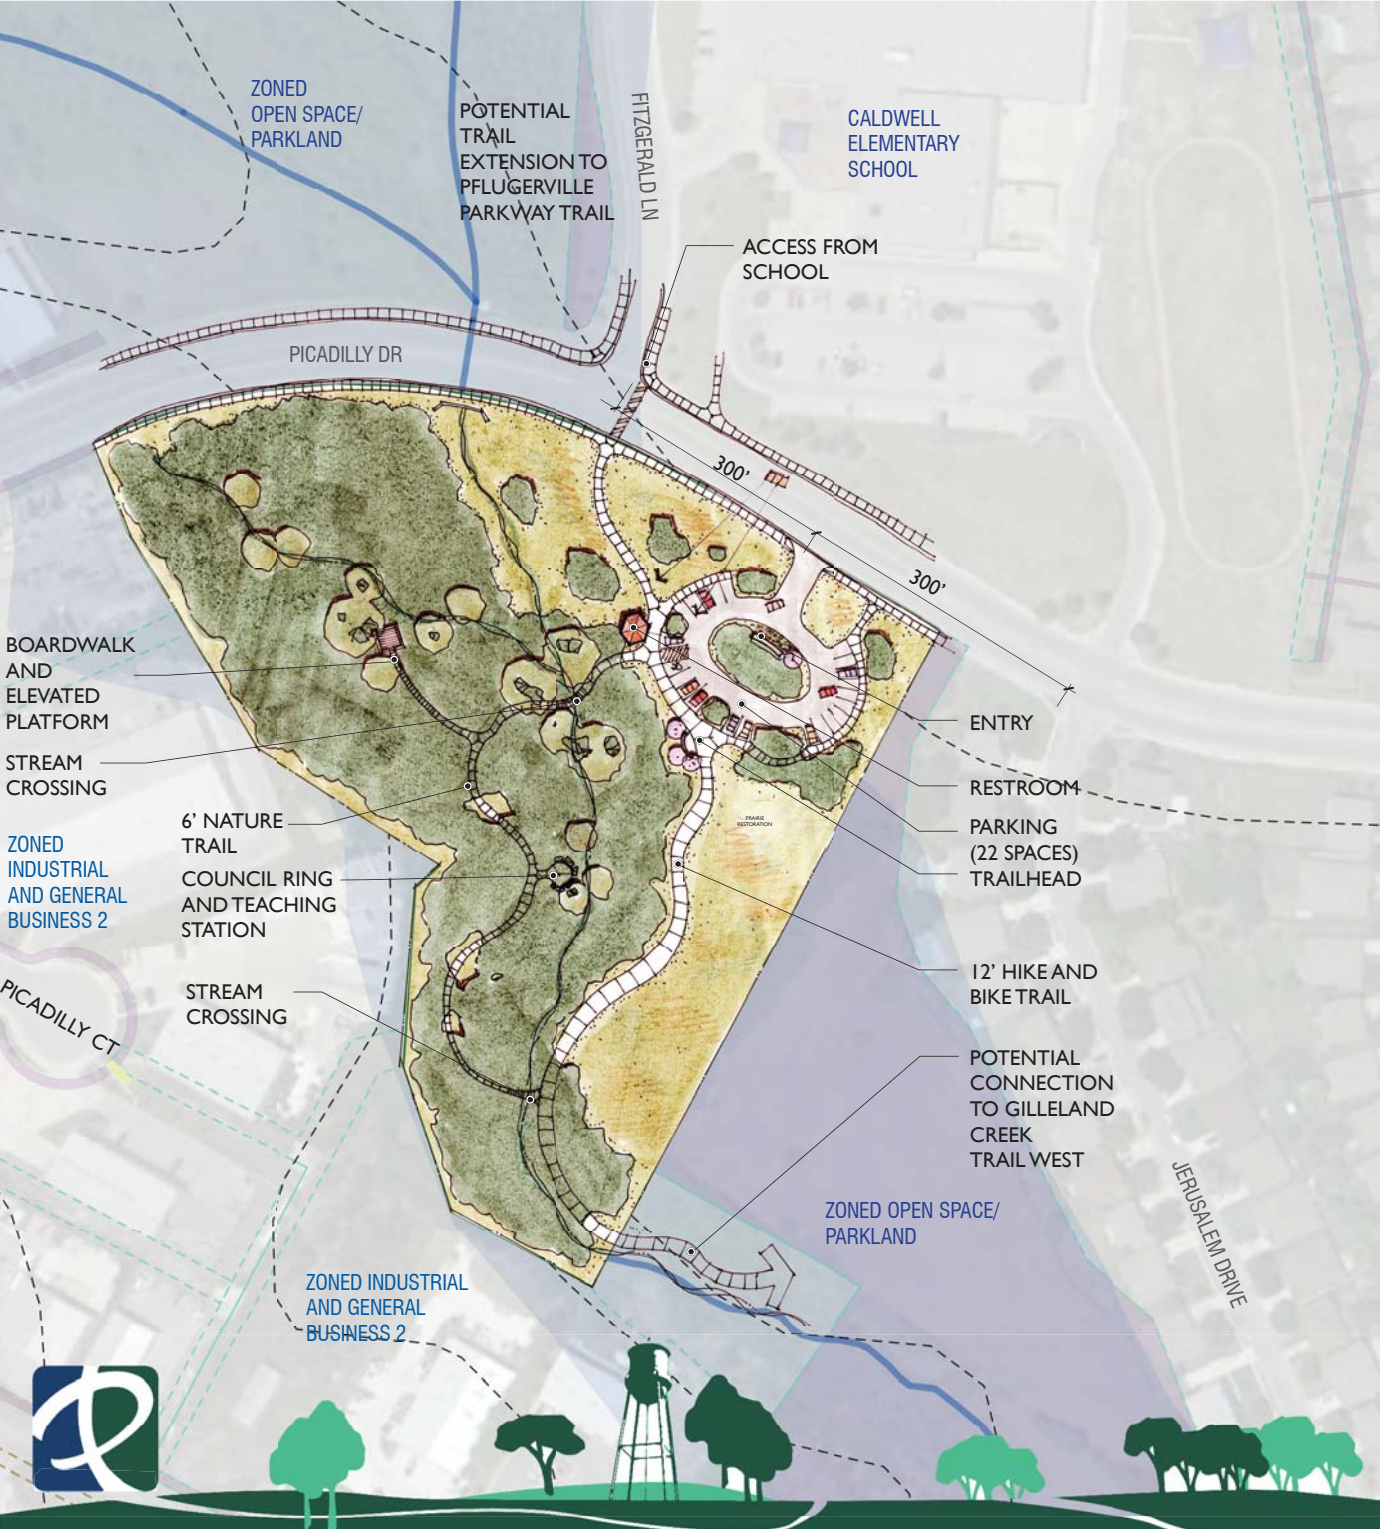 ZONED
OPEN SPACE/
PARKLAND
POTENTIAL
TRAIL
EXTENSION TO
PFLUGERVILLE
PARKWAY TRAIL
FITZGERALD LN
CALDWELL
ELEMENTARY
SCHOOL
ACCESS FROM
SCHOOL
PICADILLY DR
300’
300’
BOARDWALK
AND
ELEVATED
PLATFORM
STREAM
CROSSING
6’ NATURE
TRAIL
ZONED
INDUSTRIAL
AND GENERAL
BUSINESS 2
COUNCIL RING
AND TEACHING
STATION
STREAM
CROSSING
PICADILLY CT
PRAIRIE
RESTORATION
ENTRY
RESTROOM
PARKING
(22 SPACES)
TRAILHEAD
12’ HIKE AND
BIKE TRAIL
POTENTIAL
CONNECTION
TO GILLELAND
CREEK
TRAIL WEST
ZONED OPEN SPACE/
PARKLAND
JERUSALEM DRIVE
ZONED INDUSTRIAL
AND GENERAL
BUSINESS 2